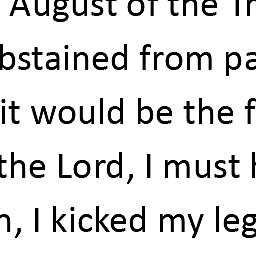 August of the
bstained from pa
it would be the f
the Lord, I must
, I kicked my leg